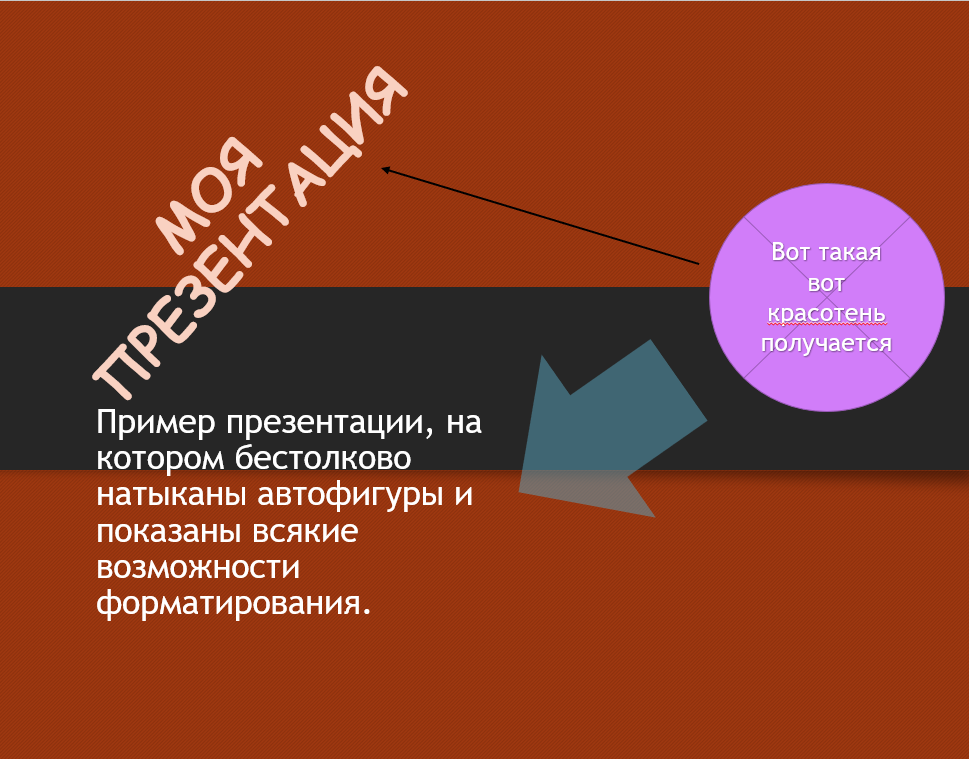 МОЯ
ПРЕЗЕНТАЦИЯ
Вот такая
вот
красотень
получается
Пример презентации, на
котором бестолково
натыканы автофигуры и
показаны всякие
возможности
форматирования.